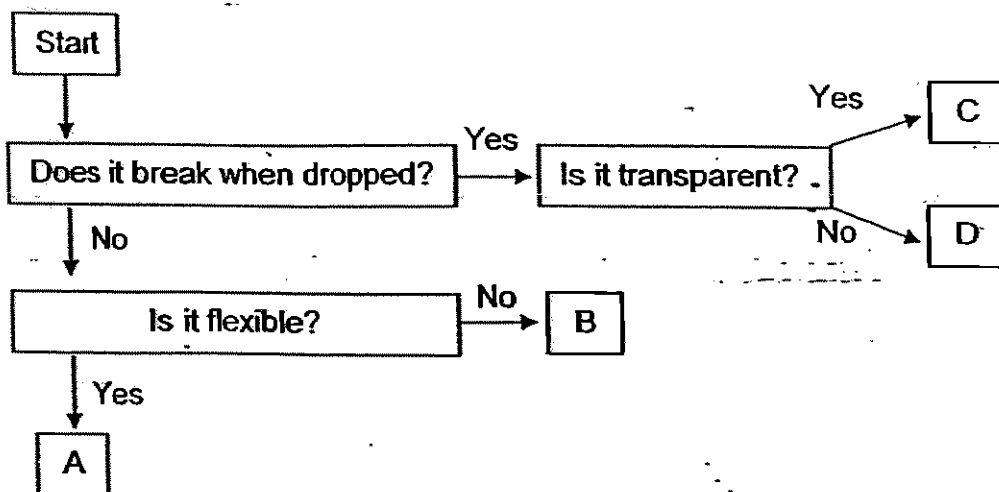 Start
Yes
C
Does it break when dropped?
Yes
Is it transparent?
No
D
No
Is it flexible?
No
B
Yes
A